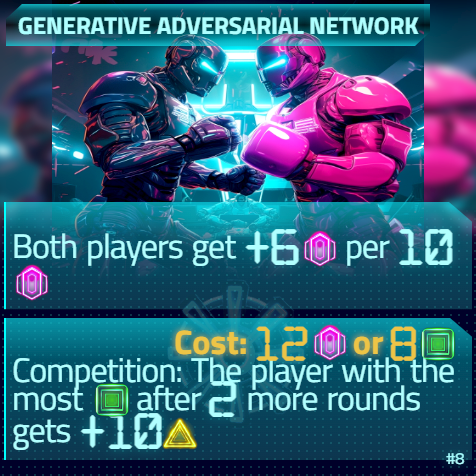 GENERATIVE ADVERSARIAL NETWORK
Both players get +6 per 10
Cost: 12 or 8
Competition: The player with the
most after 2 more rounds
gets +10
#8